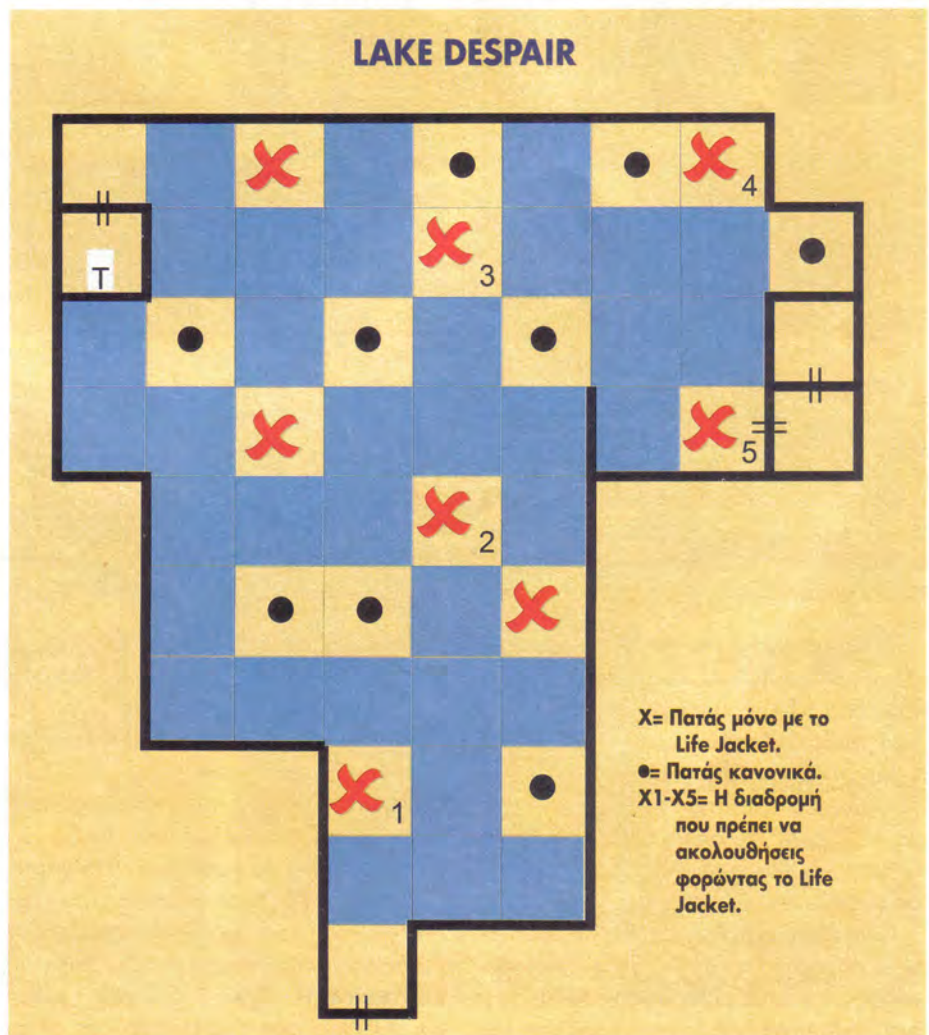 LAKE DESPAIR
4
T
3
5
2
1
X= Πατάς μόνο με το
Life Jacket.
●= Πατάς κανονικά.
X1-X5= Η διαδρομή
που πρέπει να
ακολουθήσεις
φορώντας το Life
Jacket.